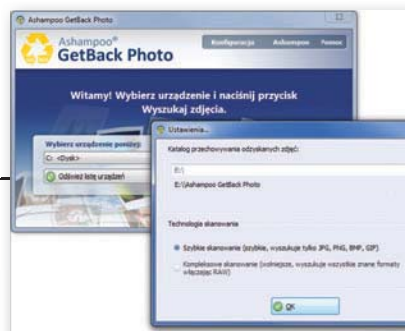 Ashampoo GetBack Photo
Ashampoo®
GetBack Photo
Konfiguracja Ashampoo Pomoc
Witamy! Wybierz urządzenie i naciśnij przycisk
Wyszukaj zdjęcia.
Wybierz urządzenie poniżej:
C: <Dysk>
Odśwież listę urządzeń
Ustawienia...
Katalog przechowywania odzyskanych zdjęć:
E:\
E:\\Ashampoo GetBack Photo
Technologia skanowania
Szybkie skanowanie (szybkie, wyszukuje tylko JPG, PNG, BMP, GIF)
Kompleksowe skanowanie (wolniejsze, wyszukuje wszystkie znane formaty
włączając RAW)
OK